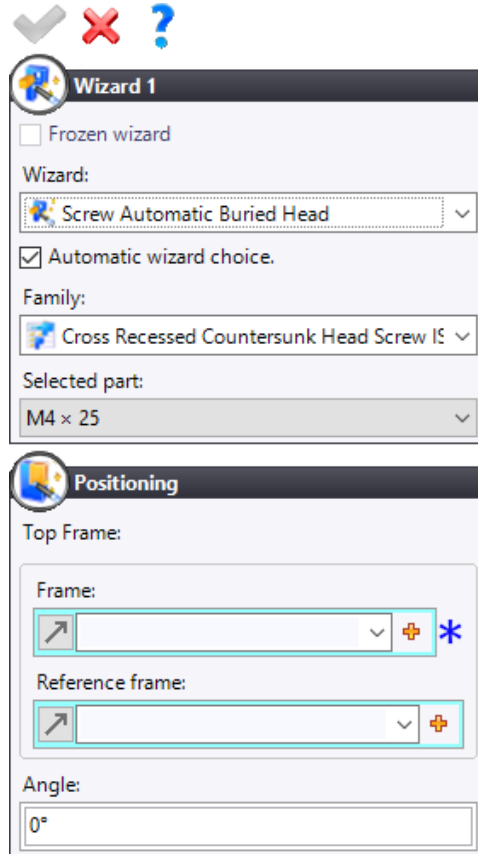 Wizard 1
Frozen wizard
Wizard:
Screw Automatic Buried Head
Automatic wizard choice.
Family:
Cross Recessed Countersunk Head Screw IS
Selected part:
M4 × 25
Positioning
Top Frame:
Frame:
Reference frame:
Angle:
0°